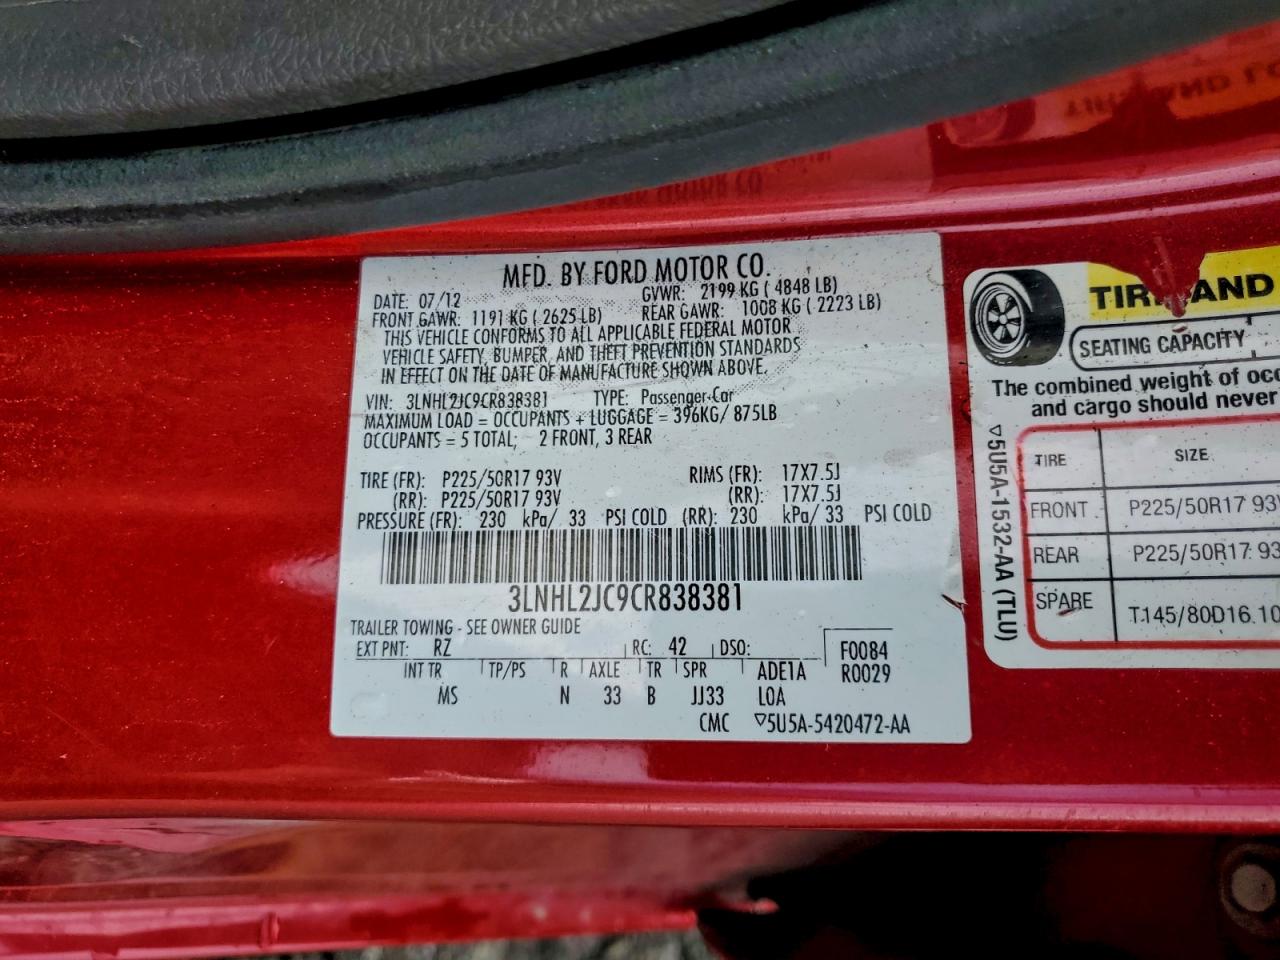 MFD. BY FORD MOTOR CO.
DATE: 07/12 GVWR: 2199 KG ( 4848 LB)
FRONT GAWR: 1191 KG ( 2625 LB) REAR GAWR: 1008 KG ( 2223 LB)
THIS VEHICLE CONFORMS TO ALL APPLICABLE FEDERAL MOTOR
VEHICLE SAFETY, BUMPER, AND THEFT PREVENTION STANDARDS
IN EFFECT ON THE DATE OF MANUFACTURE SHOWN ABOVE.
VIN: 3LNHL2JC9CR838381 TYPE: Passenger Car
MAXIMUM LOAD = OCCUPANTS + LUGGAGE = 396KG/ 875LB
OCCUPANTS = 5 TOTAL; 2 FRONT, 3 REAR
TIRE (FR): P225/50R17 93V RIMS (FR): 17X7.5J
(RR): P225/50R17 93V (RR): 17X7.5J
PRESSURE (FR): 230 kPa/ 33 PSI COLD (RR): 230 kPa/ 33 PSI COLD
3LNHL2JC9CR838381
TRAILER TOWING - SEE OWNER GUIDE
EXT PNT: RZ RC: 42 DSO: F0084
INT TR TP/PS R AXLE TR SPR ADE1A R0029
MS N 33 B JJ33 LOA
CMC ▽5U5A-5420472-AA
AND
SEATING CAPACITY
The combined weight of
and cargo should never
▽5U5A-1532-AA (TLU)
TIRE SIZE
FRONT P225/50R17 93V
REAR P225/50R17 93
SPARE T145/80D16 10